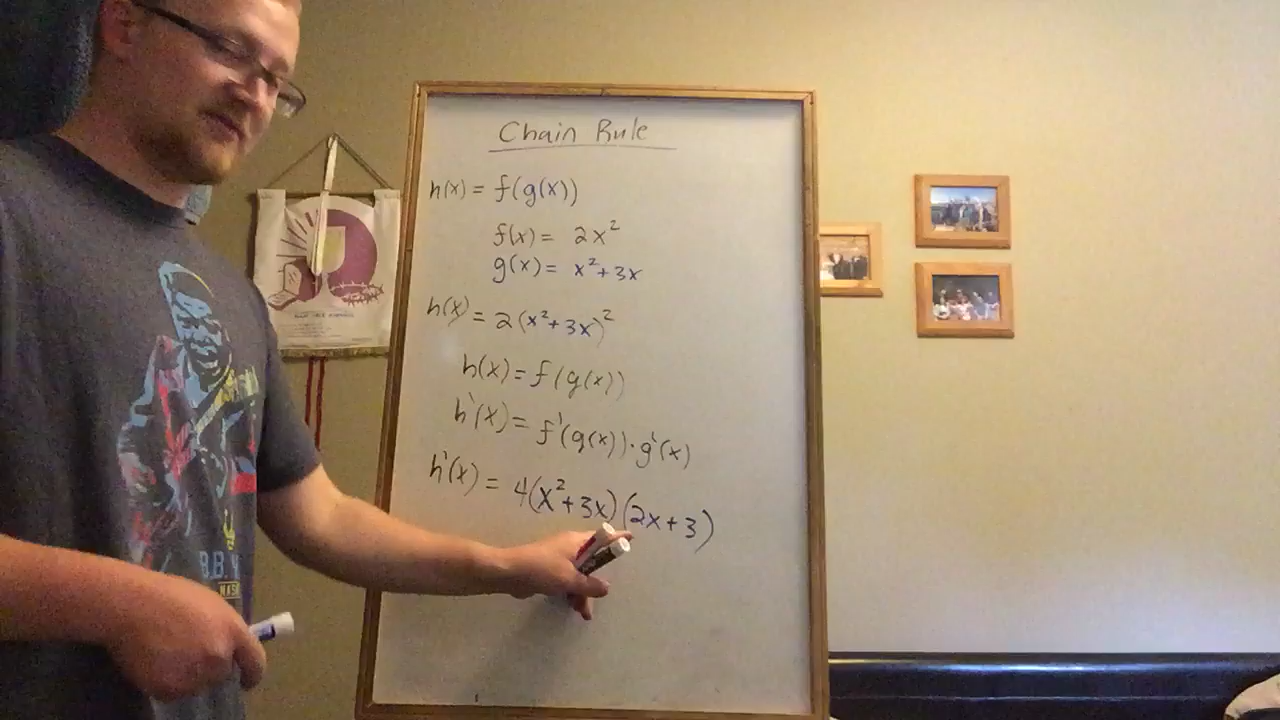 Chain Rule
h(x) = f(g(x))
f(x) = 2x²
g(x) = x²+3x
h(x) = 2(x²+3x)²
h(x) = f(g(x))
h'(x) = f'(g(x))·g'(x)
h'(x) = 4(x²+3x)(2x+3)
B.B. K